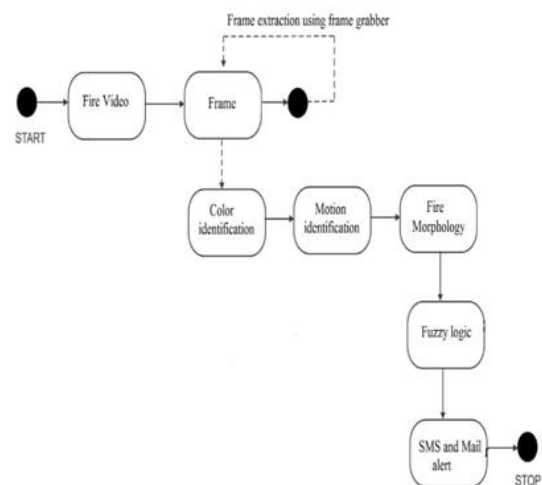 Frame extraction using frame grabber
START
Fire Video
Frame
Color
identification
Motion
identification
Fire
Morphology
Fuzzy logic
SMS and Mail
alert
STOP